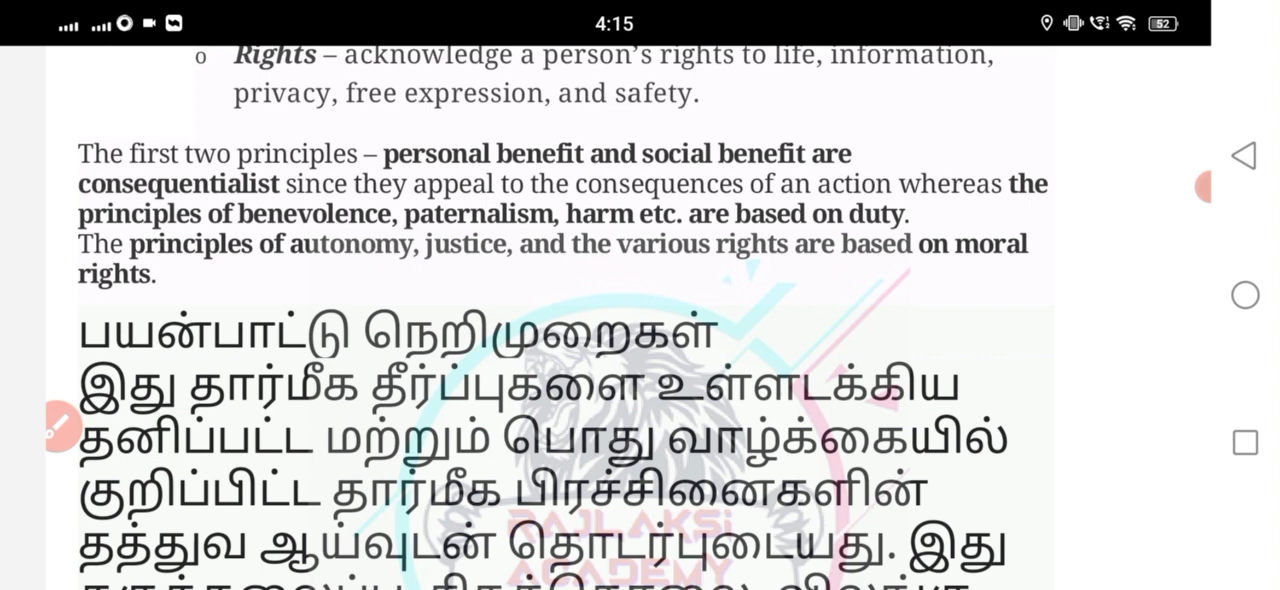 4:15
52
o Rights – acknowledge a person's rights to life, information,
privacy, free expression, and safety.
The first two principles – personal benefit and social benefit are
consequentialist since they appeal to the consequences of an action whereas the
principles of benevolence, paternalism, harm etc. are based on duty.
The principles of autonomy, justice, and the various rights are based on moral
rights.
பயன்பாட்டு நெறிமுறைகள்
இது தார்மீக தீர்ப்புகளை உள்ளடக்கிய
தனிப்பட்ட மற்றும் பொது வாழ்க்கையில்
குறிப்பிட்ட தார்மீக பிரச்சினைகளின்
தத்துவ ஆய்வுடன் தொடர்புடையது. இது
RAJLAKSi
ACADEMY